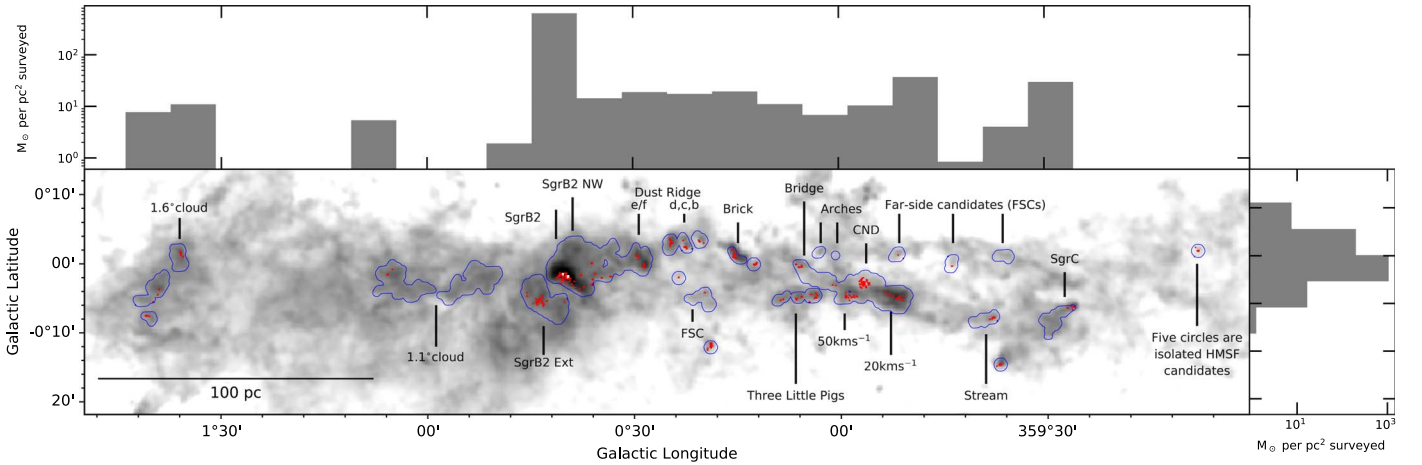 M☉ per pc² surveyed
10²
10¹
10⁰
Galactic Latitude
0°10'
00'
-0°10'
20'
1.6°cloud
SgrB2
SgrB2 NW
Dust Ridge
e/f d,c,b
Brick
Bridge
Arches
CND
Far-side candidates (FSCs)
SgrC
1.1°cloud
SgrB2 Ext
FSC
Three Little Pigs
50kms⁻¹
20kms⁻¹
Stream
Five circles are
isolated HMSF
candidates
100 pc
1°30'
00'
0°30'
00'
359°30'
Galactic Longitude
10¹ 10³
M☉ per pc² surveyed